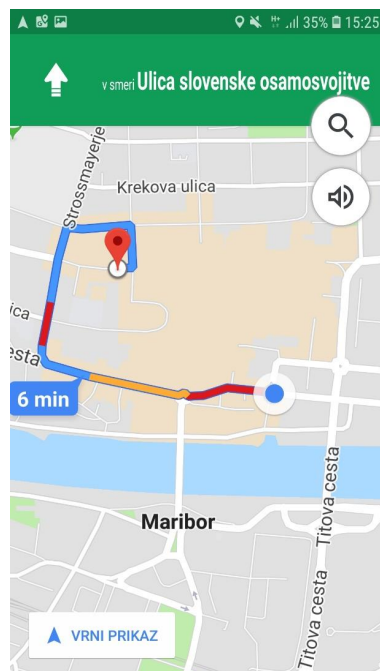 35% 15:25
v smeri Ulica slovenske osamosvojitve
Strossmayerje
Krekova ulica
ica
esta
6 min
Maribor
Titova cesta
Titova cesta
VRNI PRIKAZ